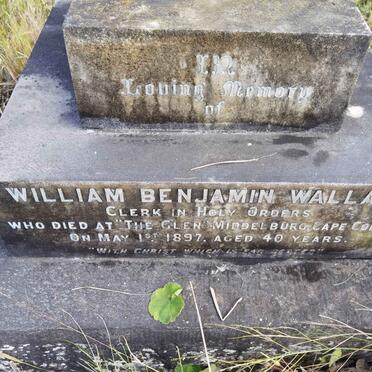 IN
Loving Memory
of
WILLIAM BENJAMIN WALLA
CLERK IN HOLY ORDERS
WHO DIED AT "THE GLEN" MIDDELBURG, CAPE CO
ON MAY 1ST 1897, AGED 40 YEARS.
"WITH CHRIST WHICH IS FAR BETTER"